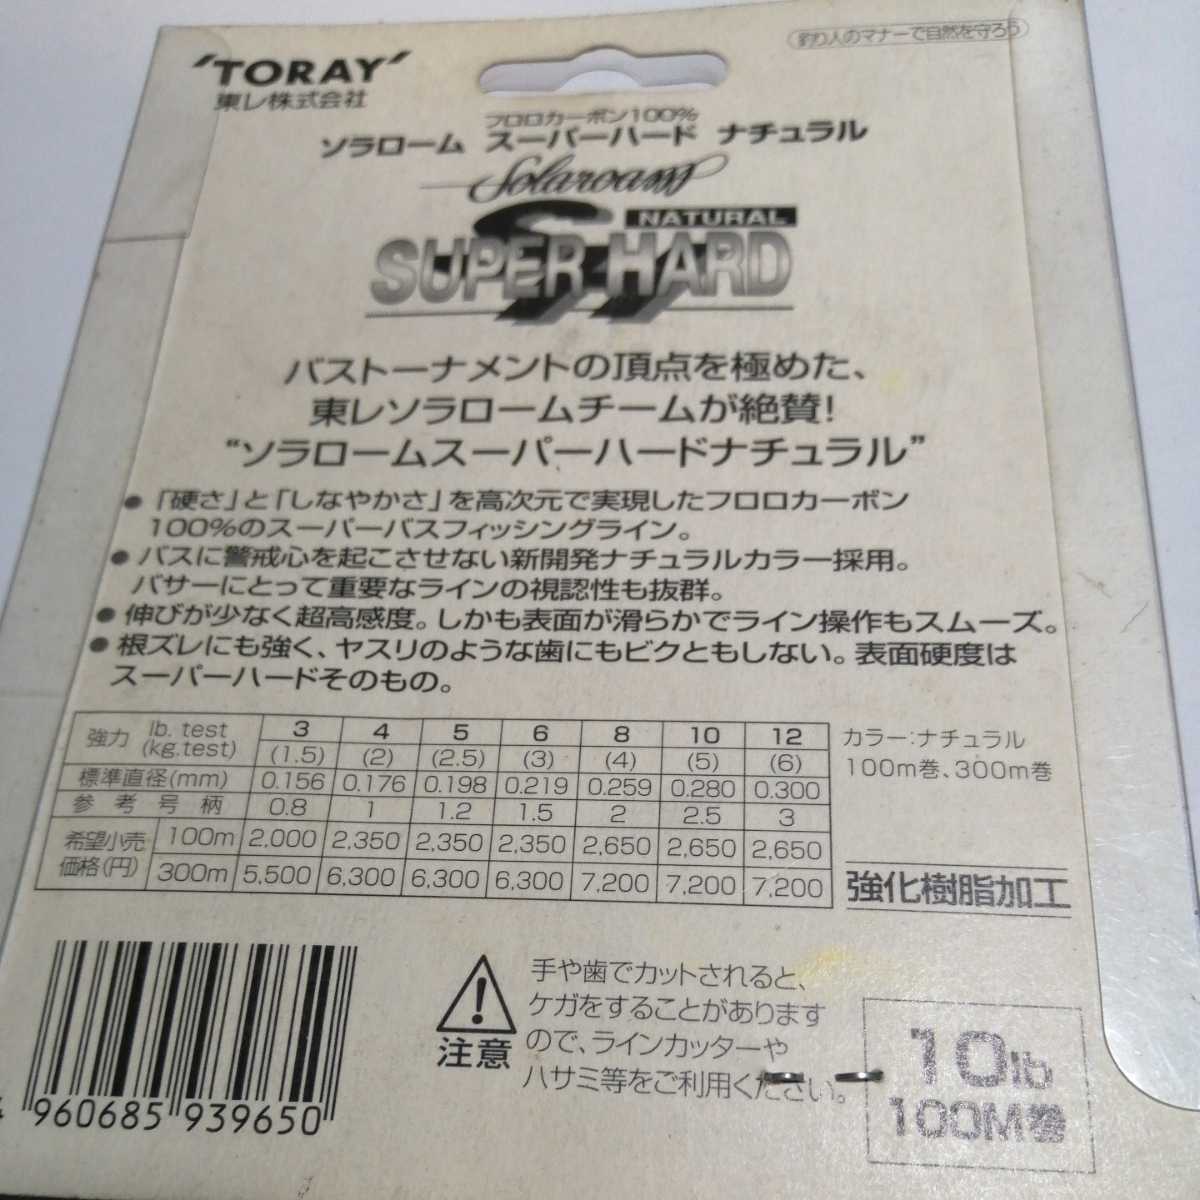 釣り人のマナーで自然を守ろう
'TORAY'
東レ株式会社
フロロカーボン100%
ソラローム スーパーハード ナチュラル
Solaroam
NATURAL
SUPER HARD
バストーナメントの頂点を極めた、
東レソラロームチームが絶賛!
“ソラロームスーパーハードナチュラル”
●「硬さ」と「しなやかさ」を高次元で実現したフロロカーボン
100%のスーパーバスフィッシングライン。
●バスに警戒心を起こさせない新開発ナチュラルカラー採用。
バサーにとって重要なラインの視認性も抜群。
●伸びが少なく超高感度。しかも表面が滑らかでライン操作もスムーズ。
●根ズレにも強く、ヤスリのような歯にもビクともしない。表面硬度は
スーパーハードそのもの。
強力 lb. test 3 4 5 6 8 10 12
(kg.test) (1.5) (2) (2.5) (3) (4) (5) (6)
標準直径(mm) 0.156 0.176 0.198 0.219 0.259 0.280 0.300
参考号柄 0.8 1 1.2 1.5 2 2.5 3
希望小売 100m 2,000 2,350 2,350 2,350 2,650 2,650 2,650
価格(円) 300m 5,500 6,300 6,300 6,300 7,200 7,200 7,200
カラー:ナチュラル
100m巻、300m巻
強化樹脂加工
注意
手や歯でカットされると、
ケガをすることがあります
ので、ラインカッターや
ハサミ等をご利用ください。
4 960685 939650
10lb
100M巻